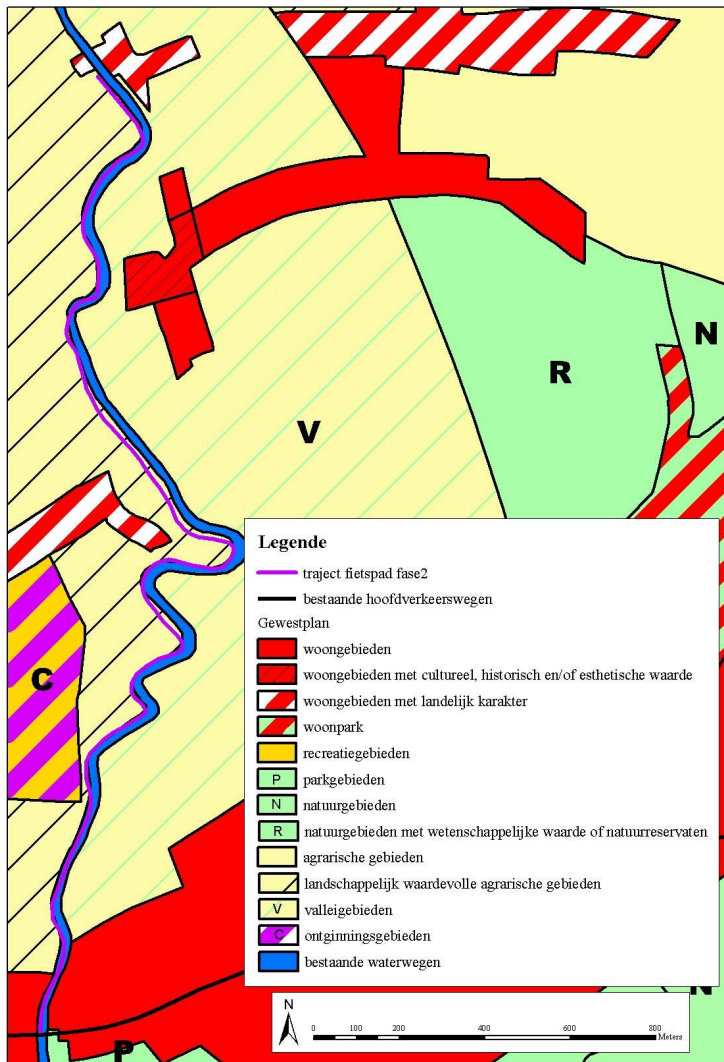 N
R
V
C
Legende
traject fietspad fase2
bestaande hoofdverkeerswegen
Gewestplan
woongebieden
woongebieden met cultureel, historisch en/of esthetische waarde
woongebieden met landelijk karakter
woonpark
recreatiegebieden
P parkgebieden
N natuurgebieden
R natuurgebieden met wetenschappelijke waarde of natuurreservaten
agrarische gebieden
landschappelijk waardevolle agrarische gebieden
V valleigebieden
C ontginningsgebieden
bestaande waterwegen
N
P
N
0 100 200 400 600 800
Meters